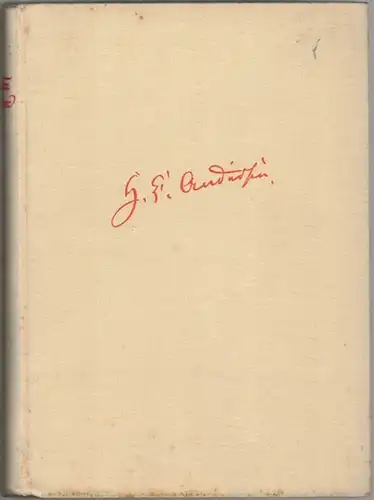 H. C. Andersen.